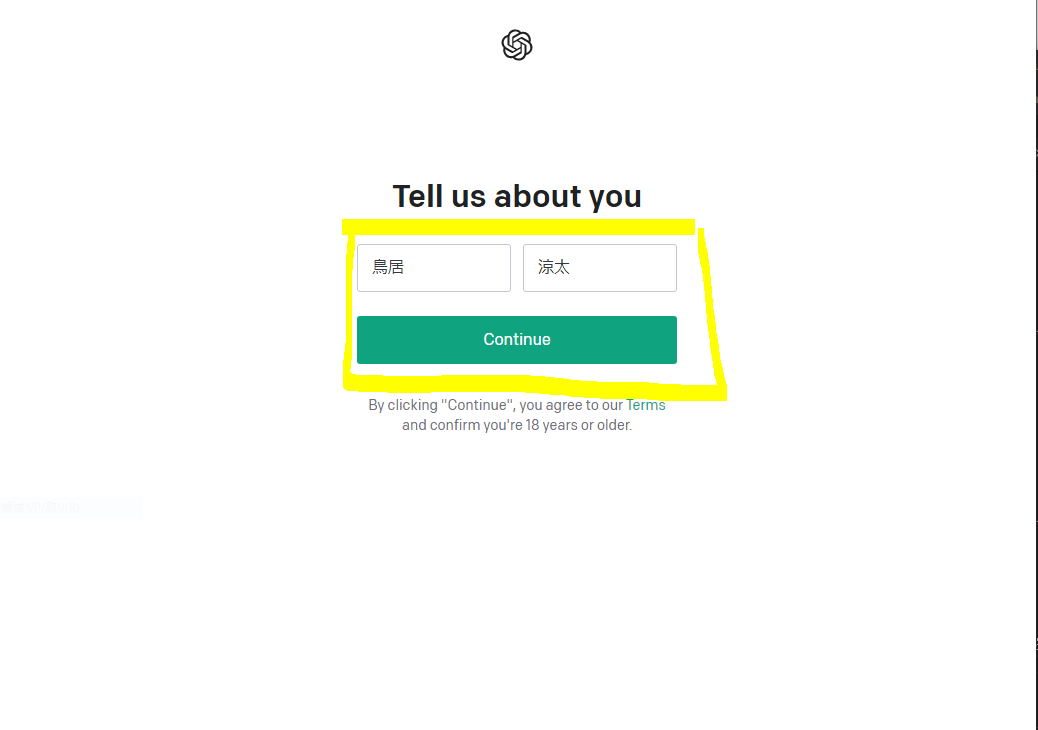 Tell us about you
鳥居 涼太
Continue
By clicking "Continue", you agree to our Terms
and confirm you're 18 years or older.